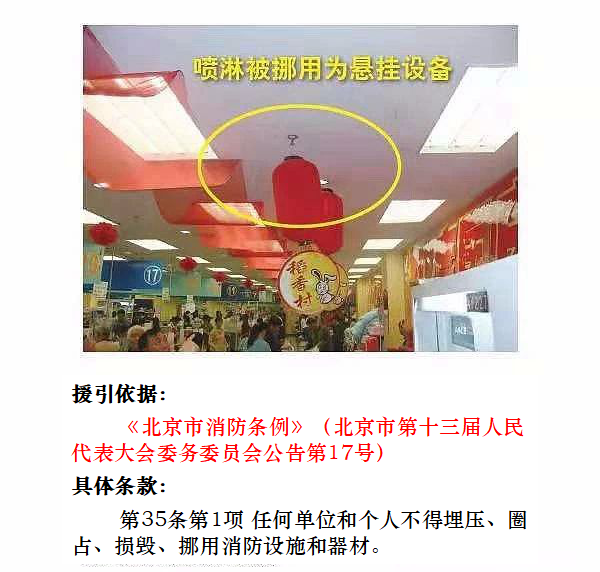 喷淋被挪用为悬挂设备
17
11
稻香村
援引依据：
《北京市消防条例》（北京市第十三届人民
代表大会委务委员会公告第17号）
具体条款：
第35条第1项 任何单位和个人不得埋压、圈
占、损毁、挪用消防设施和器材。